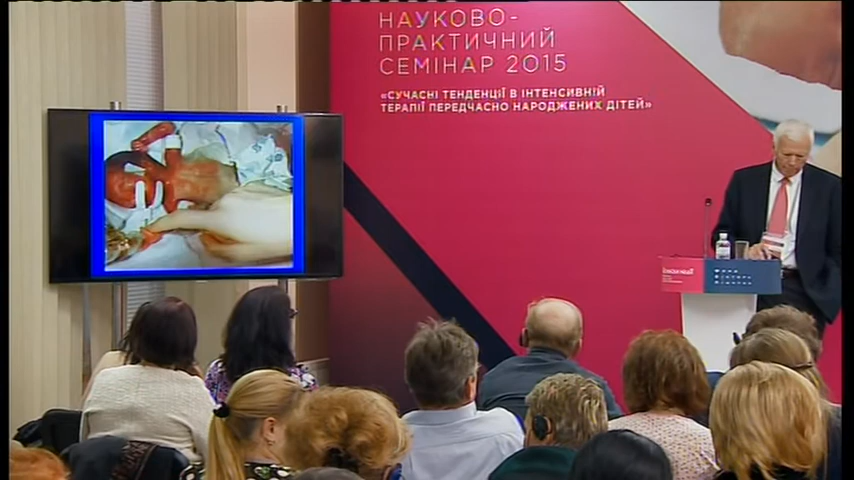 НАУКОВО-
ПРАКТИЧНИЙ
СЕМІНАР 2015
«СУЧАСНІ ТЕНДЕНЦІЇ В ІНТЕНСИВНІЙ
ТЕРАПІЇ ПЕРЕДЧАСНО НАРОДЖЕНИХ ДІТЕЙ»